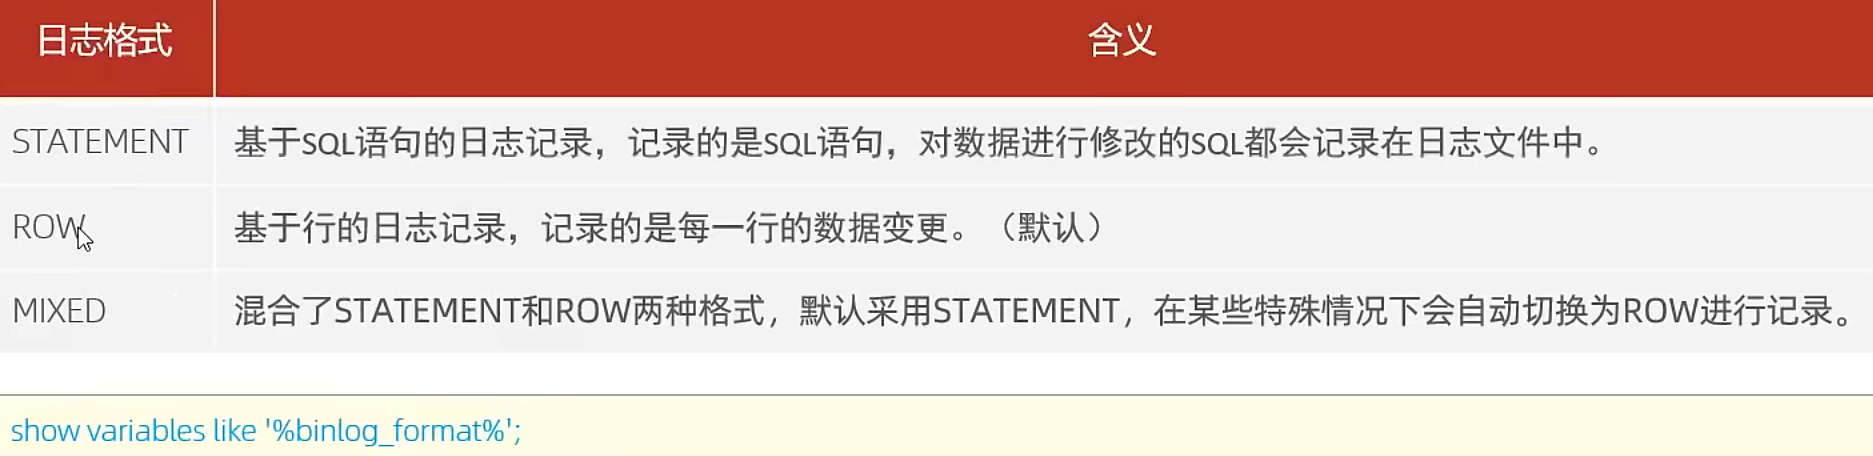 日志格式 含义
STATEMENT 基于SQL语句的日志记录，记录的是SQL语句，对数据进行修改的SQL都会记录在日志文件中。
ROW 基于行的日志记录，记录的是每一行的数据变更。（默认）
MIXED 混合了STATEMENT和ROW两种格式，默认采用STATEMENT，在某些特殊情况下会自动切换为ROW进行记录。
show variables like '%binlog_format%';